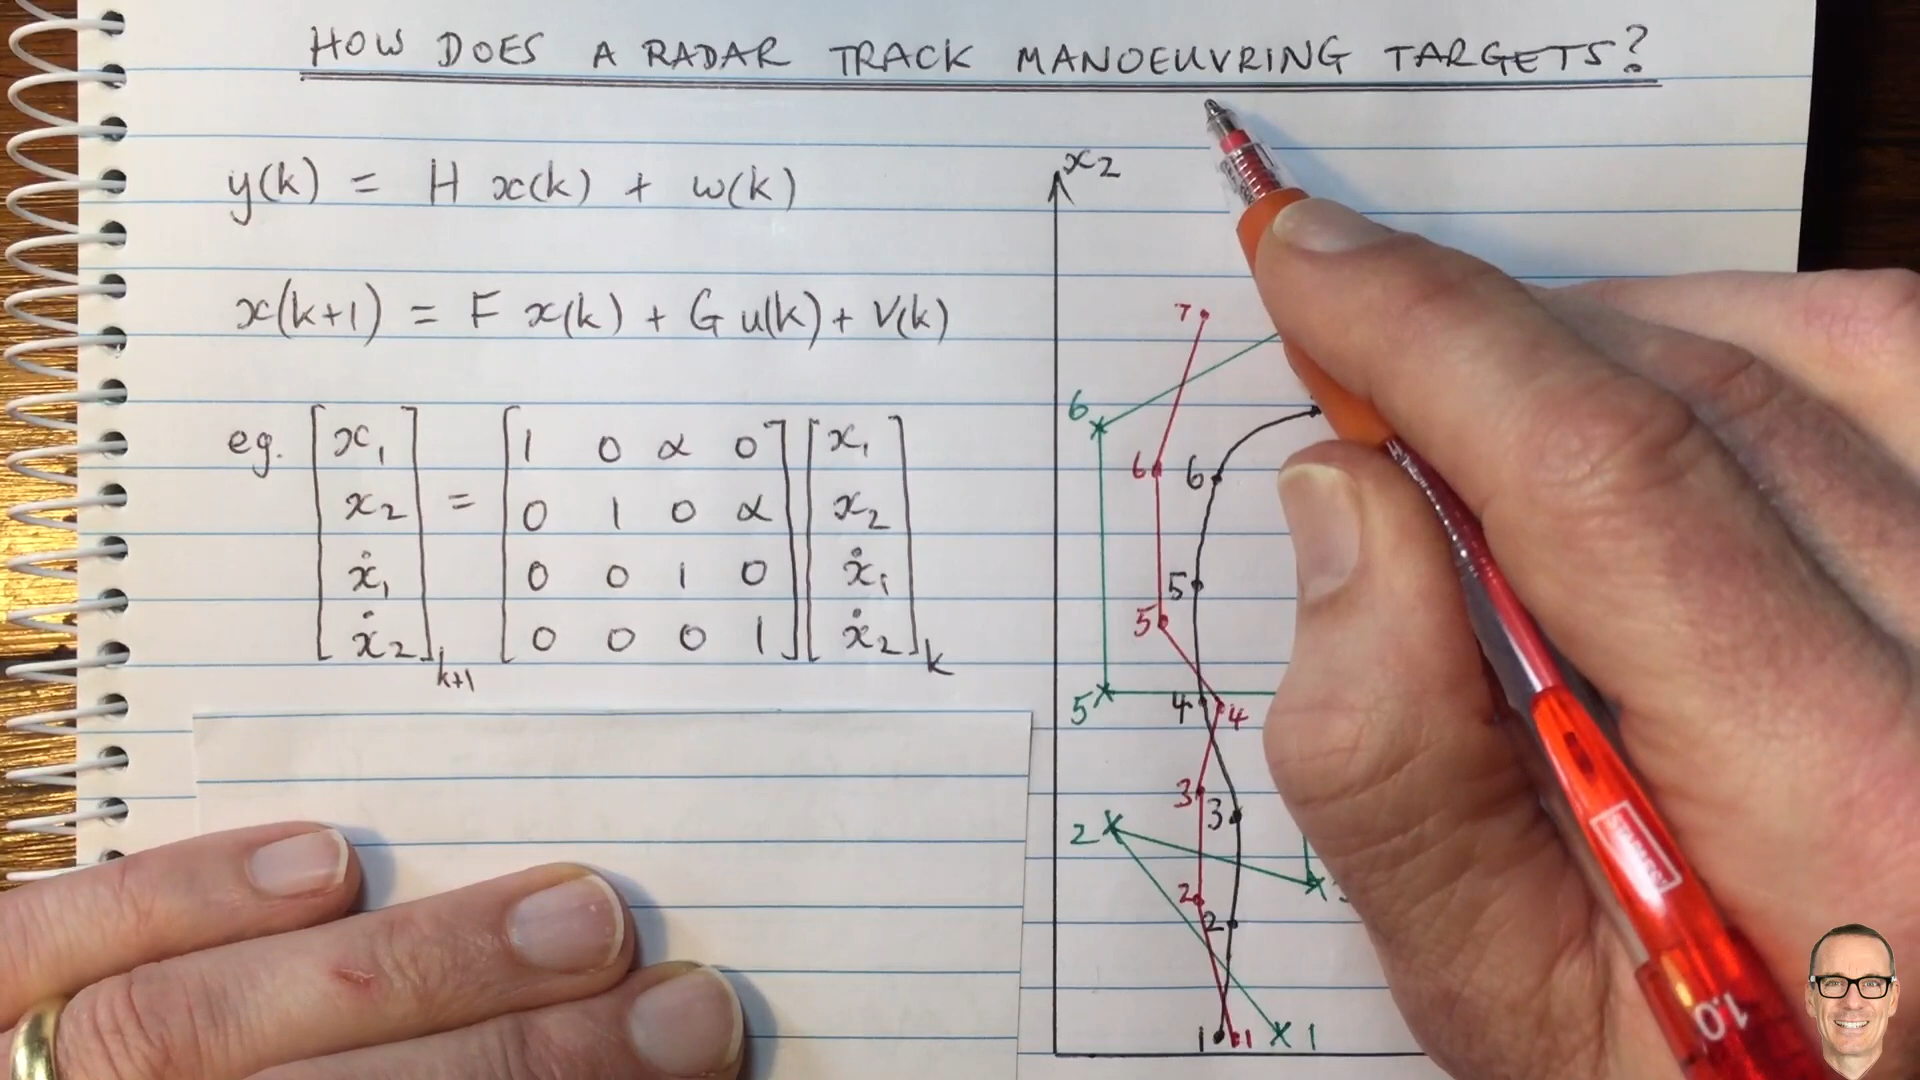 HOW DOES A RADAR TRACK MANOEUVRING TARGETS?
y(k) = H x(k) + w(k)
x(k+1) = F x(k) + G u(k) + v(k)
eg. [x₁ x₂ ẋ₁ ẋ₂]ₖ₊₁ = [1 0 α 0; 0 1 0 α; 0 0 1 0; 0 0 0 1] [x₁ x₂ ẋ₁ ẋ₂]ₖ
x₂
7
6
6 6
5
5
5 4 4
3 3
2
2
2
1 1 1
1.0